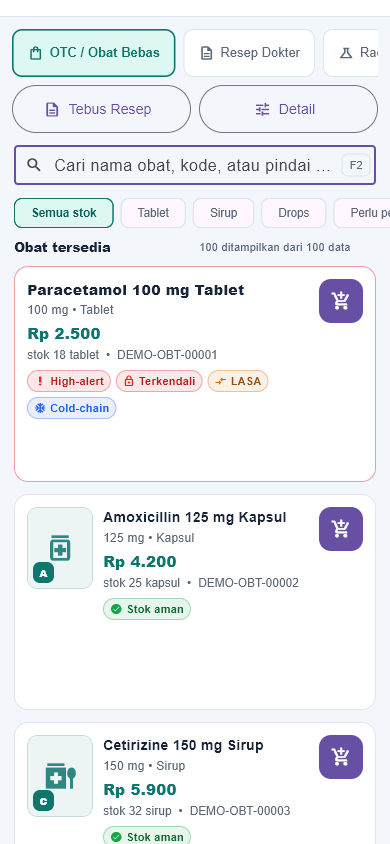 OTC / Obat Bebas
Resep Dokter
Tebus Resep
Detail
Cari nama obat, kode, atau pindai ...
F2
Semua stok
Tablet
Sirup
Drops
Perlu pe
Obat tersedia
100 ditampilkan dari 100 data
Paracetamol 100 mg Tablet
100 mg • Tablet
Rp 2.500
stok 18 tablet • DEMO-OBT-00001
High-alert
Terkendali
LASA
Cold-chain
Amoxicillin 125 mg Kapsul
125 mg • Kapsul
Rp 4.200
stok 25 kapsul • DEMO-OBT-00002
A
Stok aman
Cetirizine 150 mg Sirup
150 mg • Sirup
Rp 5.900
stok 32 sirup • DEMO-OBT-00003
C
Stok aman